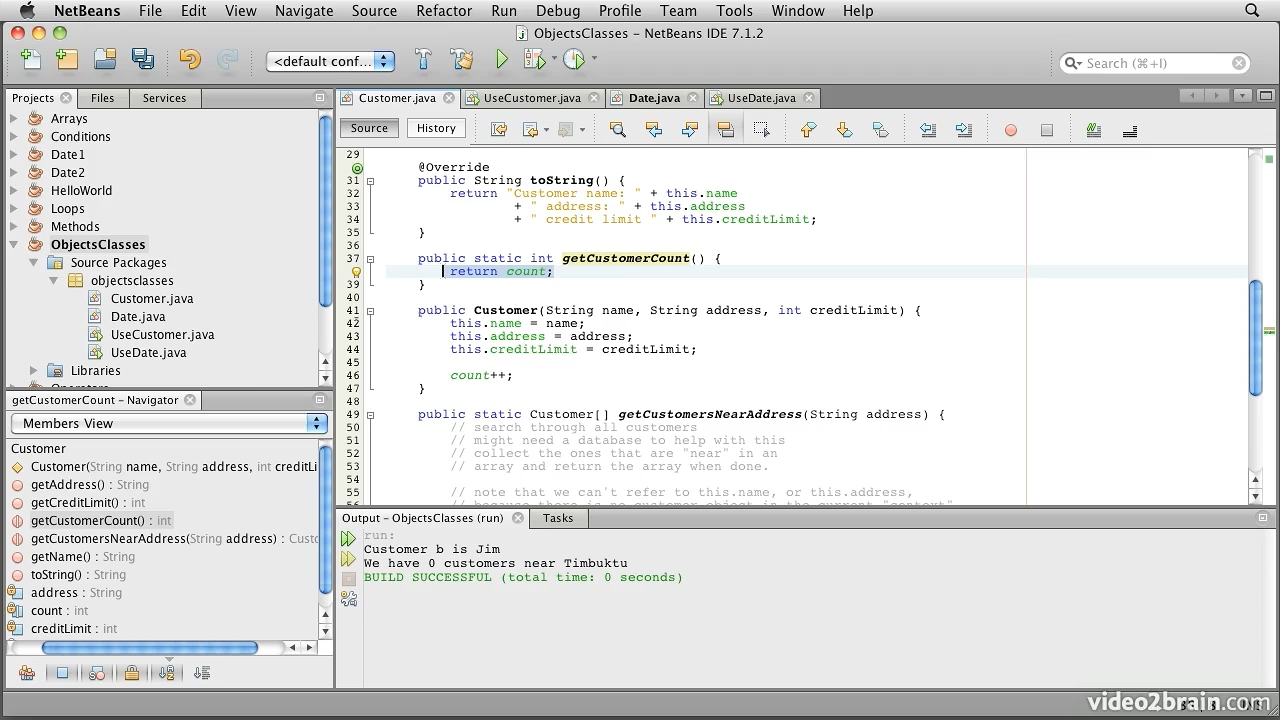 NetBeans File Edit View Navigate Source Refactor Run Debug Profile Team Tools Window Help
ObjectsClasses – NetBeans IDE 7.1.2
<default conf...
Search (⌘+I)
Projects Files Services
Arrays
Conditions
Date1
Date2
HelloWorld
Loops
Methods
ObjectsClasses
Source Packages
objectsclasses
Customer.java
Date.java
UseCustomer.java
UseDate.java
Libraries
getCustomerCount – Navigator
Members View
Customer
Customer(String name, String address, int creditLi
getAddress() : String
getCreditLimit() : int
getCustomerCount() : int
getCustomersNearAddress(String address) : Custo
getName() : String
toString() : String
address : String
count : int
creditLimit : int
Customer.java UseCustomer.java Date.java UseDate.java
Source History
29
@Override
31 public String toString() {
32 return "Customer name: " + this.name
33 + " address: " + this.address
34 + " credit limit " + this.creditLimit;
35 }
36
37 public static int getCustomerCount() {
return count;
39 }
40
41 public Customer(String name, String address, int creditLimit) {
42 this.name = name;
43 this.address = address;
44 this.creditLimit = creditLimit;
45
46 count++;
47 }
48
49 public static Customer[] getCustomersNearAddress(String address) {
50 // search through all customers
51 // might need a database to help with this
52 // collect the ones that are "near" in an
53 // array and return the array when done.
54
55 // note that we can't refer to this.name, or this.address,
56 // because there is no customer object in the current "context"
Output – ObjectsClasses (run) Tasks
run:
Customer b is Jim
We have 0 customers near Timbuktu
BUILD SUCCESSFUL (total time: 0 seconds)
video2brain.com